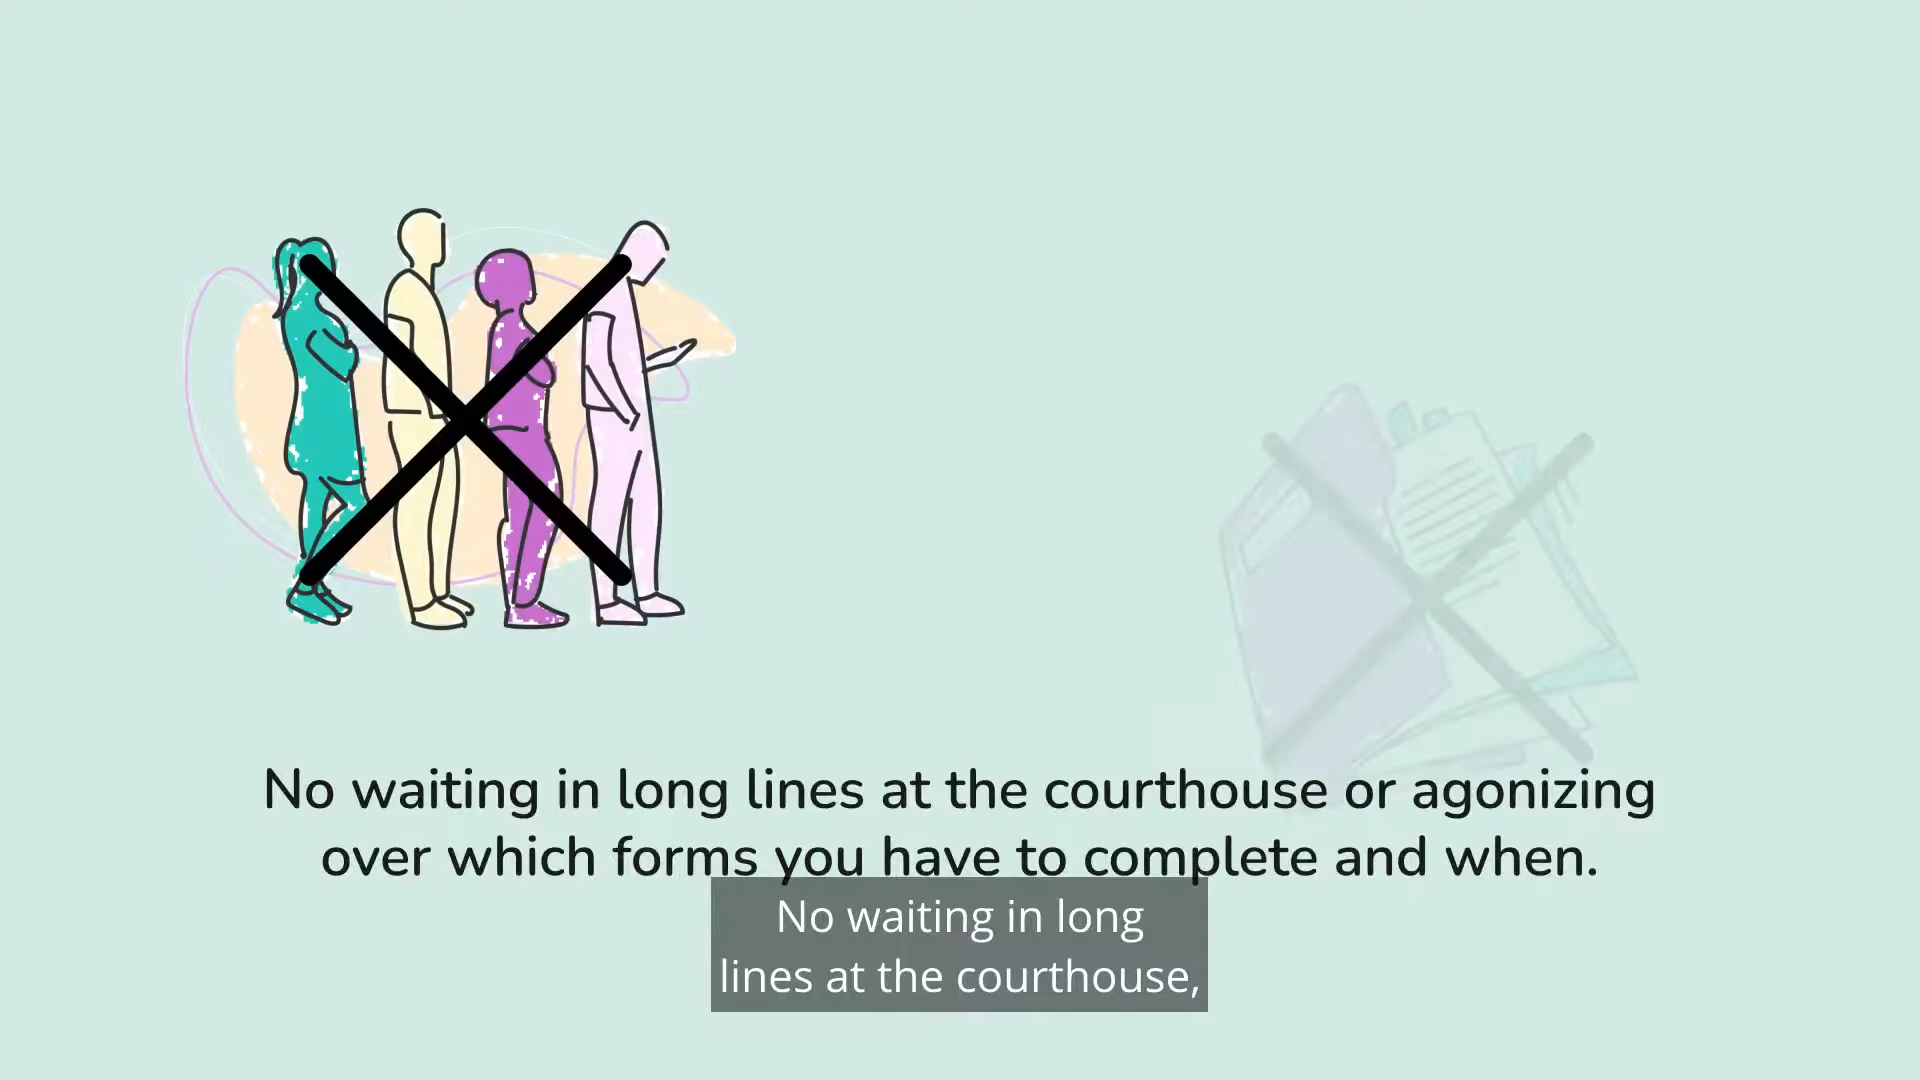 No waiting in long lines at the courthouse or agonizing
over which forms you have to complete and when.
No waiting in long
lines at the courthouse,